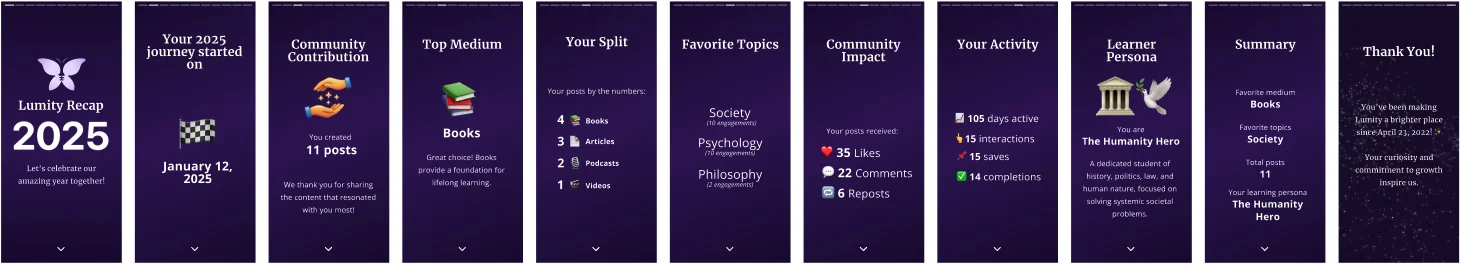 Lumity Recap
2025
Let's celebrate our
amazing year together!
Your 2025
journey started
on
January 12,
2025
Community
Contribution
You created
11 posts
We thank you for sharing
the content that resonated
with you most!
Top Medium
Books
Great choice! Books
provide a foundation for
lifelong learning.
Your Split
Your posts by the numbers:
4 Books
3 Articles
2 Podcasts
1 Videos
Favorite Topics
Society
(10 engagements)
Psychology
(10 engagements)
Philosophy
(2 engagements)
Community
Impact
Your posts received:
35 Likes
22 Comments
6 Reposts
Your Activity
105 days active
15 interactions
15 saves
14 completions
Learner
Persona
You are
The Humanity Hero
A dedicated student of
history, politics, law, and
human nature, focused on
solving systemic societal
problems.
Summary
Favorite medium
Books
Favorite topics
Society
Total posts
11
Your learning persona
The Humanity
Hero
Thank You!
You've been making
Lumity a brighter place
since April 23, 2022!
Your curiosity and
commitment to growth
inspire us.